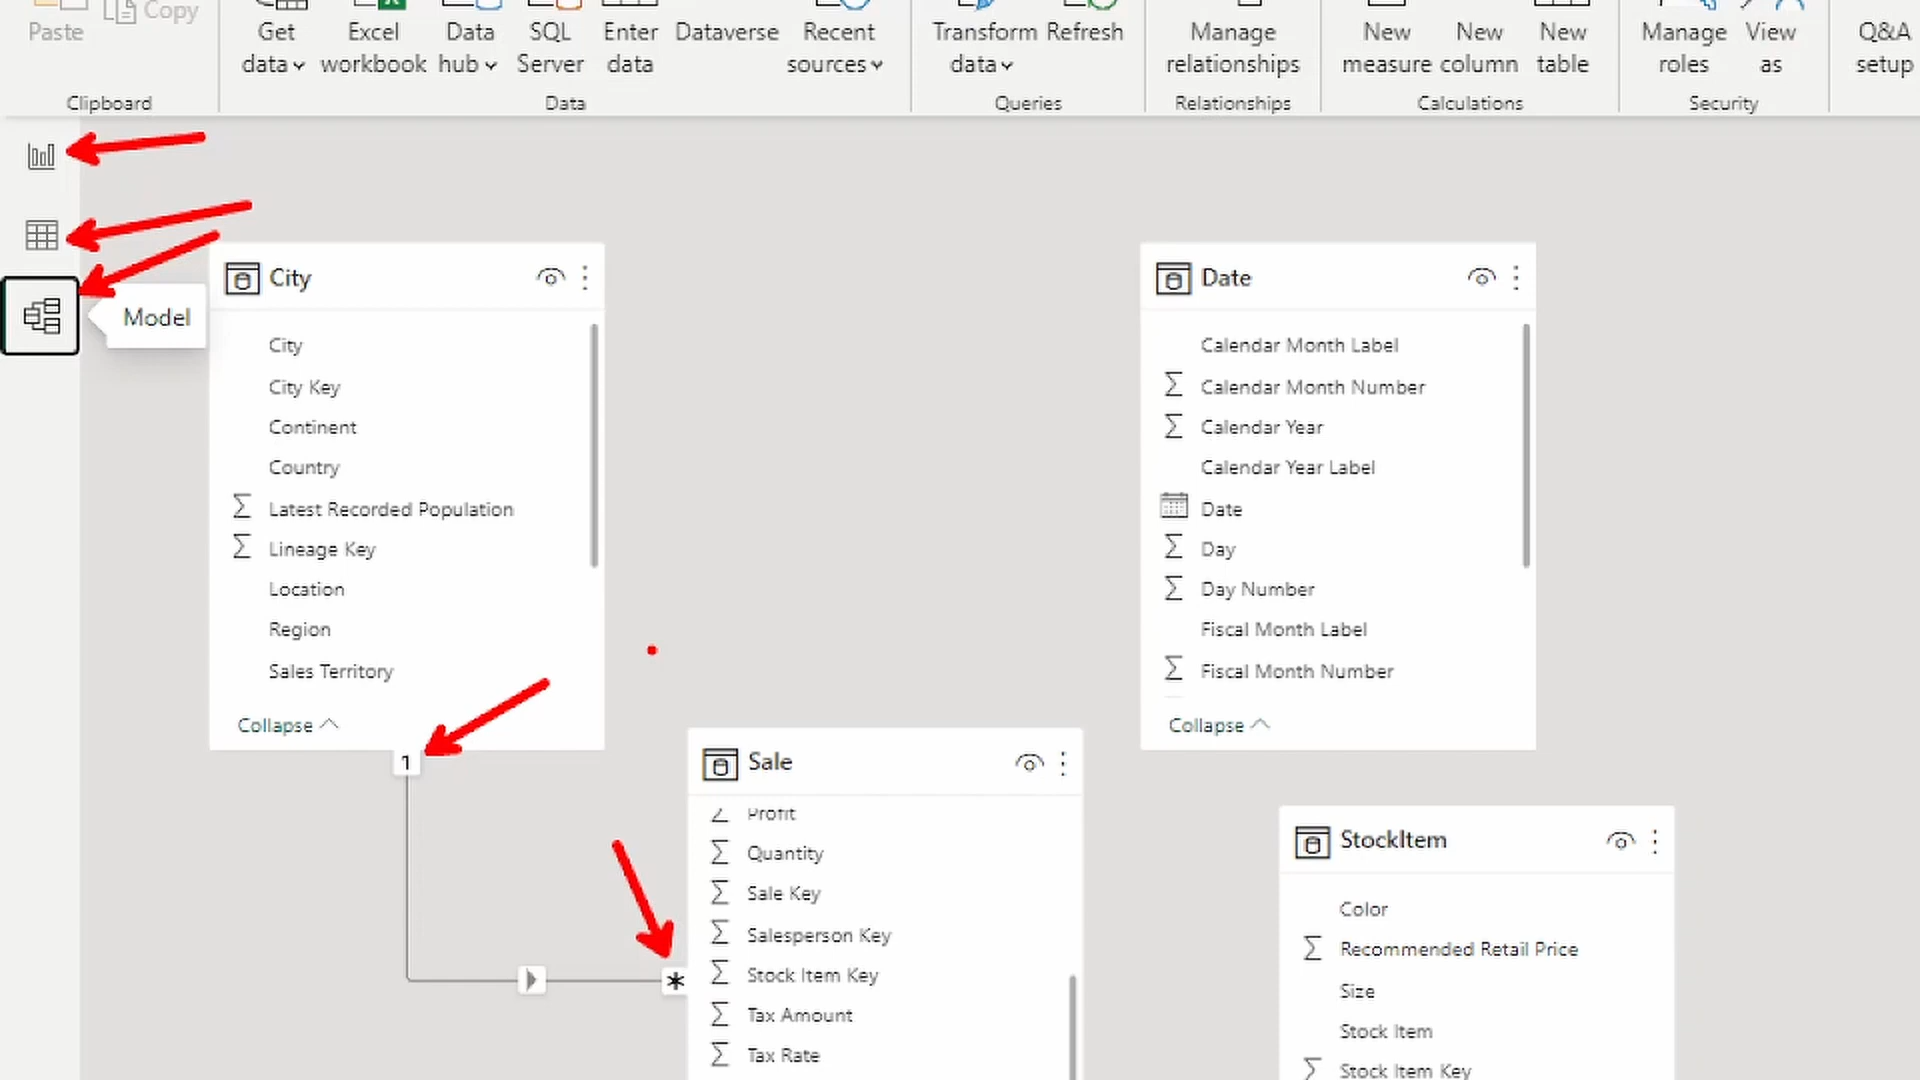 Paste
Copy
Get data
Excel workbook
Data hub
SQL Server
Enter data
Dataverse
Recent sources
Transform data
Refresh
Manage relationships
New measure
New column
New table
Manage roles
View as
Q&A setup
Clipboard
Data
Queries
Relationships
Calculations
Security
Model
City
City
City Key
Continent
Country
Σ Latest Recorded Population
Σ Lineage Key
Location
Region
Sales Territory
Collapse
1
*
Date
Calendar Month Label
Σ Calendar Month Number
Σ Calendar Year
Calendar Year Label
Date
Σ Day
Σ Day Number
Fiscal Month Label
Σ Fiscal Month Number
Collapse
Sale
Σ Profit
Σ Quantity
Σ Sale Key
Σ Salesperson Key
Σ Stock Item Key
Σ Tax Amount
Σ Tax Rate
StockItem
Color
Σ Recommended Retail Price
Size
Stock Item
Σ Stock Item Key